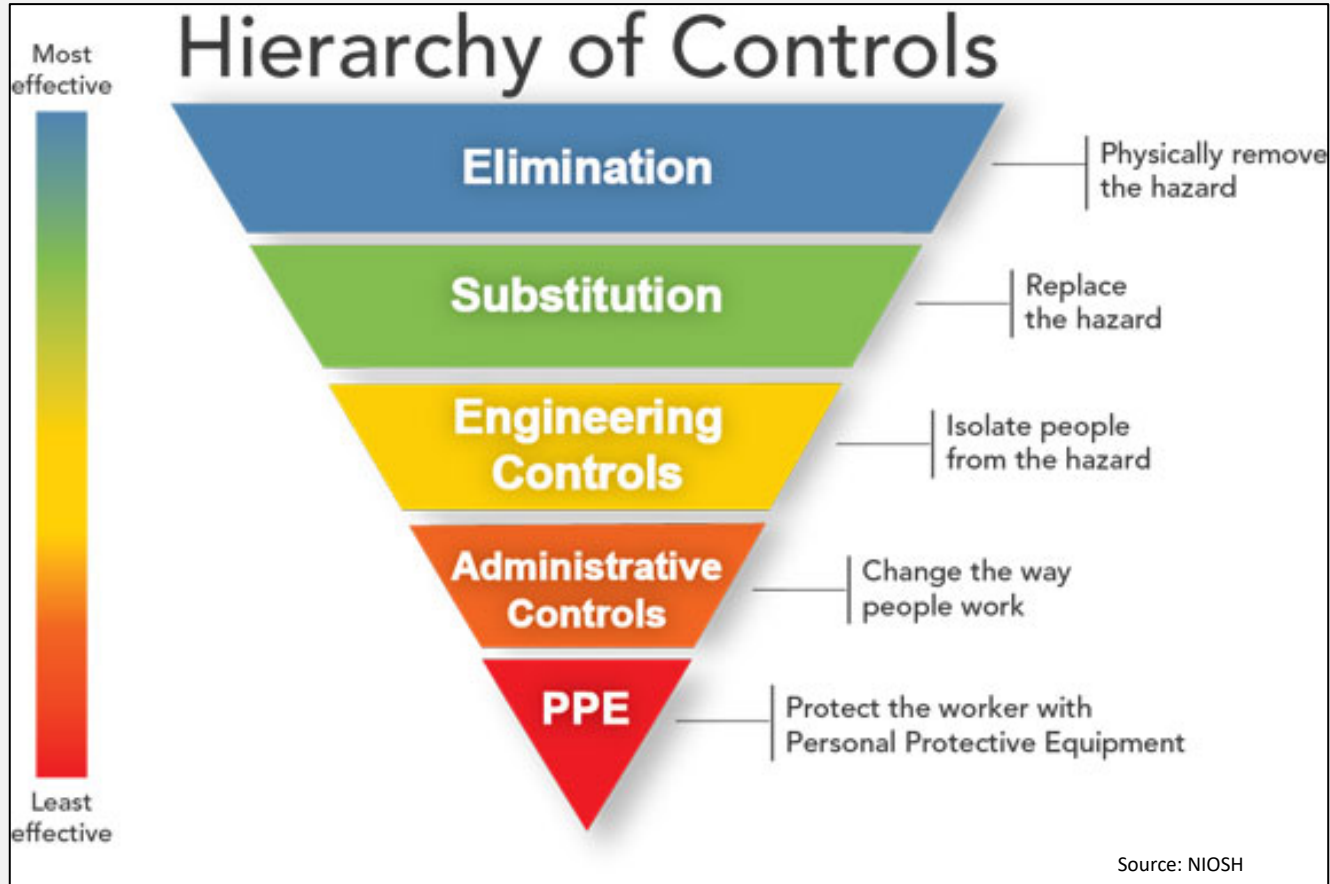 Hierarchy of Controls
Most
effective
Elimination
Physically remove
the hazard
Substitution
Replace
the hazard
Engineering
Controls
Isolate people
from the hazard
Administrative
Controls
Change the way
people work
PPE
Protect the worker with
Personal Protective Equipment
Least
effective
Source: NIOSH